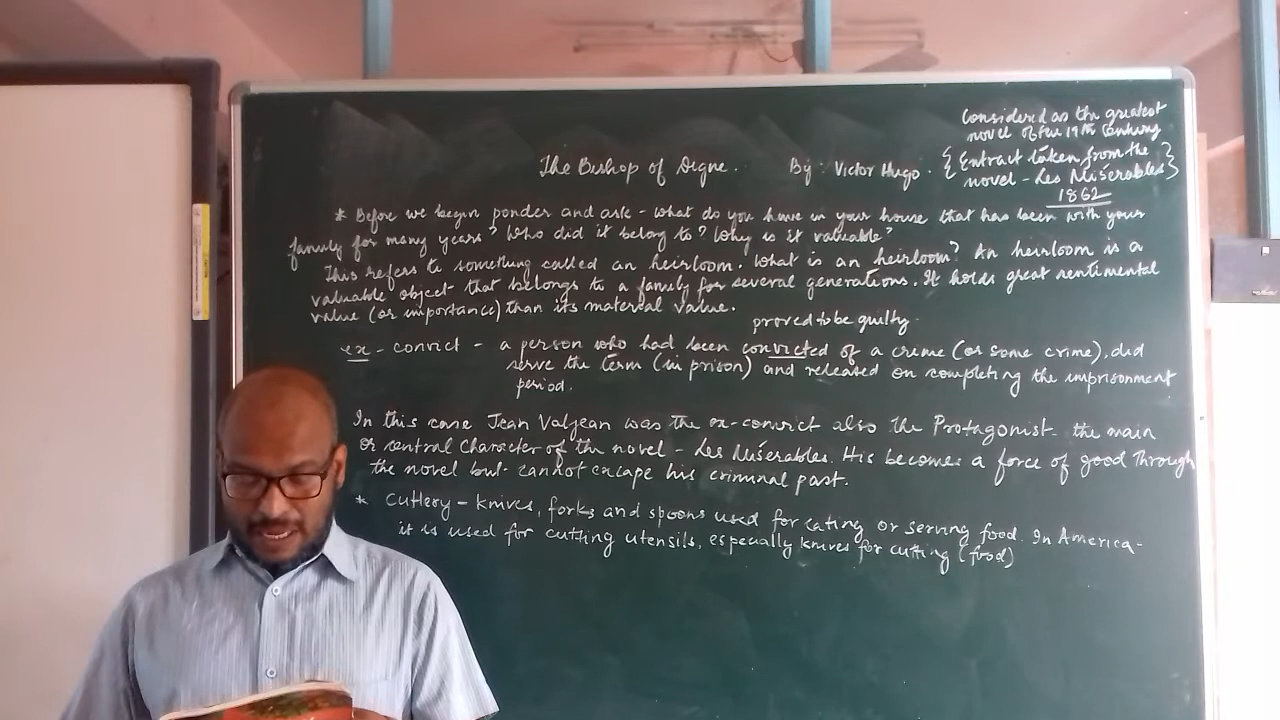 Considered as the greatest
novel of the 19th Century
The Bishop of Digne. By: Victor Hugo. {Extract taken from the
novel - Les Misérables}
1862
* Before we begin ponder and ask - what do you have in your house that has been with your
family for many years? Who did it belong to? Why is it valuable?
This refers to something called an heirloom. What is an heirloom? An heirloom is a
valuable object that belongs to a family for several generations. It holds great sentimental
value (or importance) than its material value.
proved to be guilty.
ex - convict - a person who had been convicted of a crime (or some crime), did
serve the term (in prison) and released on completing the imprisonment
period.
In this case Jean Valjean was the ex-convict also the Protagonist - the main
or central character of the novel - Les Misérables. His becomes a force of good through
the novel but cannot escape his criminal past.
* Cutlery - knives, forks and spoons used for eating or serving food. In America -
it is used for cutting utensils, especially knives for cutting (food)